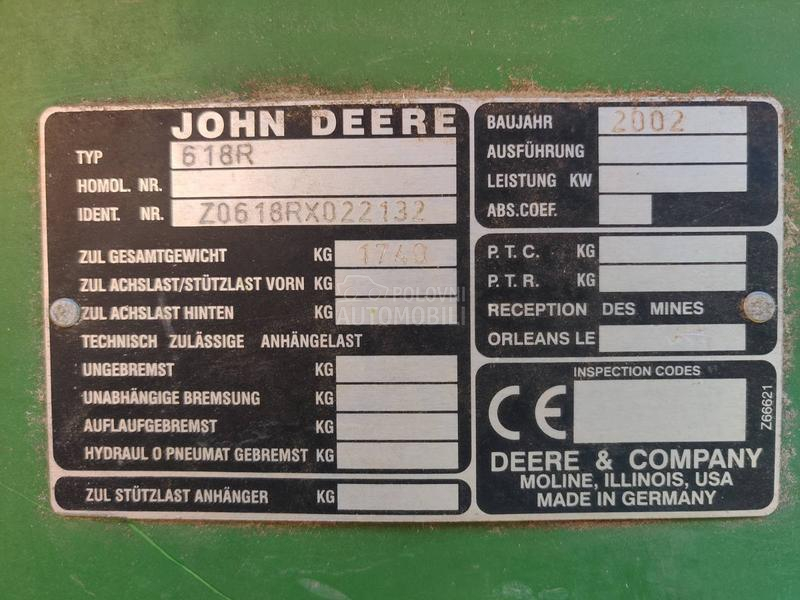 JOHN DEERE
TYP 618R
HOMOL. NR.
IDENT. NR. Z0618RX022132
ZUL GESAMTGEWICHT KG 1740
ZUL ACHSLAST/STÜTZLAST VORN KG
ZUL ACHSLAST HINTEN KG
TECHNISCH ZULÄSSIGE ANHÄNGELAST
UNGEBREMST KG
UNABHÄNGIGE BREMSUNG KG
AUFLAUFGEBREMST KG
HYDRAUL O PNEUMAT GEBREMST KG
ZUL STÜTZLAST ANHÄNGER KG
BAUJAHR 2002
AUSFÜHRUNG
LEISTUNG KW
ABS.COEF.
P.T.C. KG
P.T.R. KG
RECEPTION DES MINES
ORLEANS LE
INSPECTION CODES
CE
Z66621
DEERE & COMPANY
MOLINE, ILLINOIS, USA
MADE IN GERMANY
POLOVNI
AUTOMOBILI